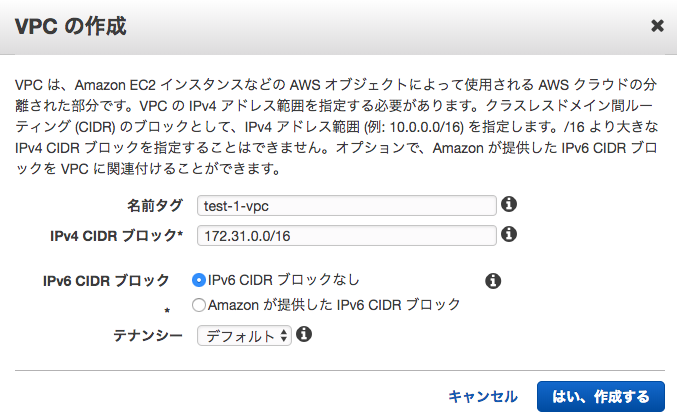 VPC の作成
VPC は、Amazon EC2 インスタンスなどの AWS オブジェクトによって使用される AWS クラウドの分
離された部分です。VPC の IPv4 アドレス範囲を指定する必要があります。クラスレスドメイン間ルー
ティング (CIDR) のブロックとして、IPv4 アドレス範囲 (例: 10.0.0.0/16) を指定します。/16 より大きな
IPv4 CIDR ブロックを指定することはできません。オプションで、Amazon が提供した IPv6 CIDR ブロ
ックを VPC に関連付けることができます。
名前タグ test-1-vpc
IPv4 CIDR ブロック* 172.31.0.0/16
IPv6 CIDR ブロック IPv6 CIDR ブロックなし
* Amazon が提供した IPv6 CIDR ブロック
テナンシー デフォルト
キャンセル はい、作成する